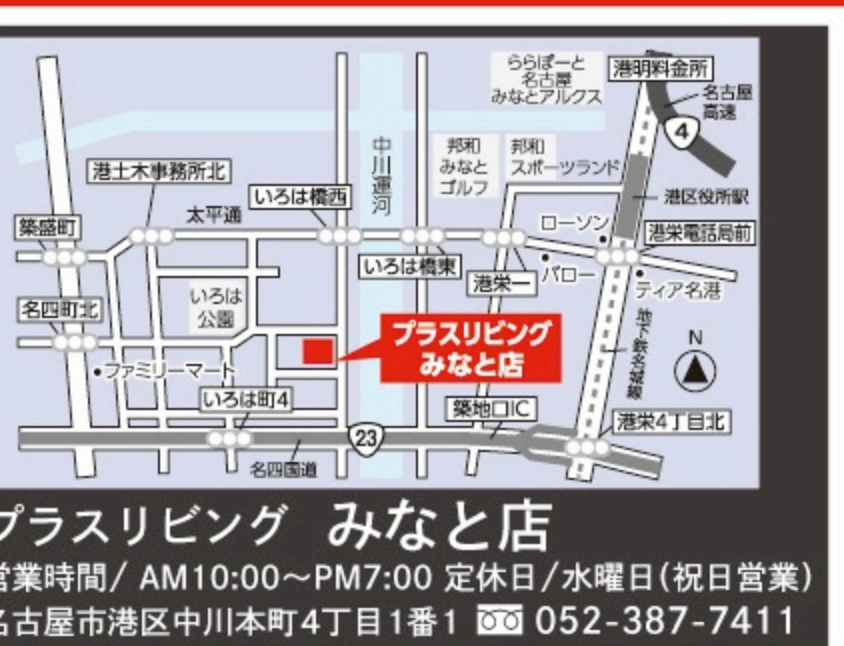 ららぽーと
名古屋
みなとアルクス
港明料金所
名古屋
高速
4
中川運河
邦和
みなと
ゴルフ
邦和
スポーツランド
港土木事務所北
いろは橋西
太平通
港区役所駅
築盛町
ローソン
港栄電話局前
いろは橋東
港栄一
バロー
ティア名港
名四町北
いろは
公園
プラスリビング
みなと店
地下鉄名城線
N
ファミリーマート
いろは町4
築地口IC
港栄4丁目北
23
名四国道
プラスリビング みなと店
営業時間/ AM10:00～PM7:00 定休日/水曜日(祝日営業)
名古屋市港区中川本町4丁目1番1 052-387-7411